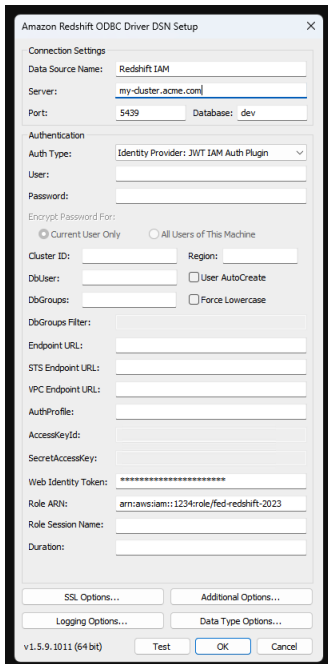 Amazon Redshift ODBC Driver DSN Setup
Connection Settings
Data Source Name: Redshift IAM
Server: my-cluster.acme.com
Port: 5439 Database: dev
Authentication
Auth Type: Identity Provider: JWT IAM Auth Plugin
User:
Password:
Encrypt Password For:
Current User Only All Users of This Machine
Cluster ID: Region:
DbUser: User AutoCreate
DbGroups: Force Lowercase
DbGroups Filter:
Endpoint URL:
STS Endpoint URL:
VPC Endpoint URL:
AuthProfile:
AccessKeyId:
SecretAccessKey:
Web Identity Token: **********************
Role ARN: arn:aws:iam::1234:role/fed-redshift-2023
Role Session Name:
Duration:
SSL Options... Additional Options...
Logging Options... Data Type Options...
v1.5.9.1011 (64 bit) Test OK Cancel